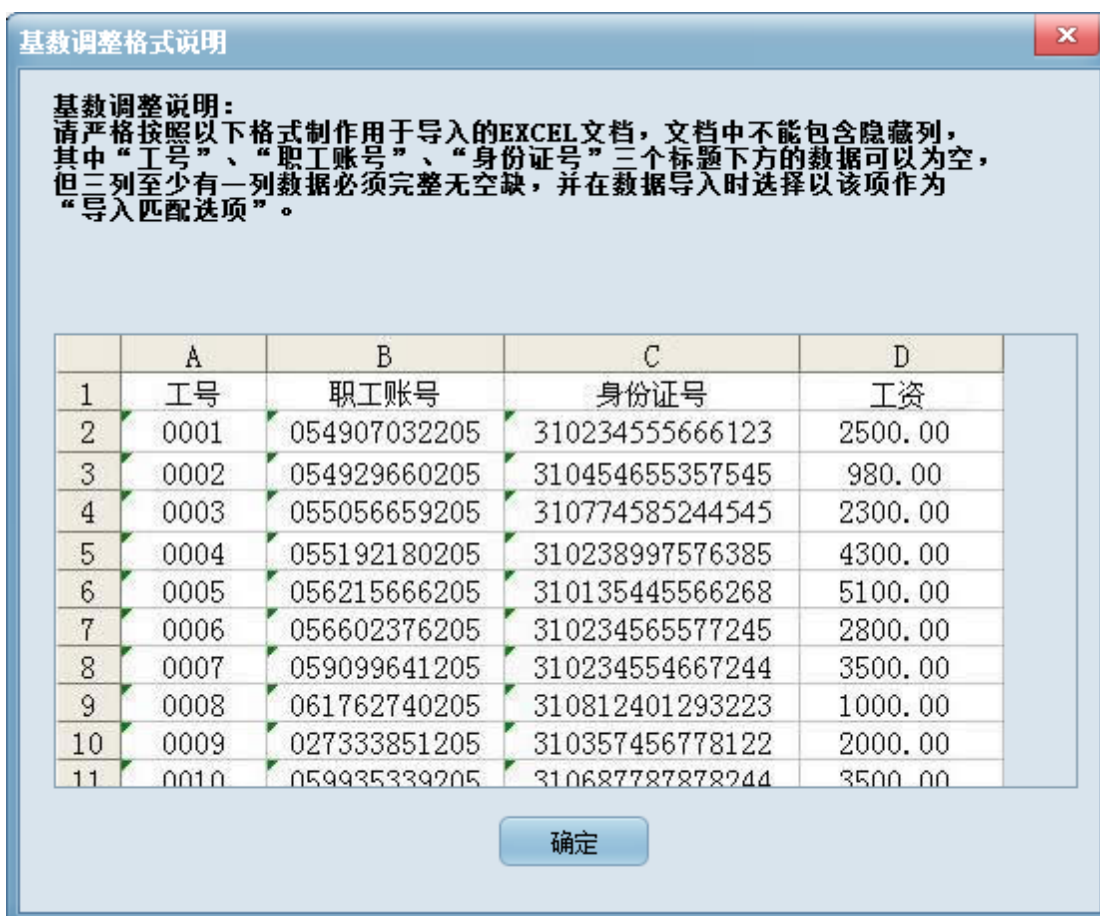 基数调整格式说明
基数调整说明：
请严格按照以下格式制作用于导入的EXCEL文档，文档中不能包含隐藏列，
其中“工号”、“职工账号”、“身份证号”三个标题下方的数据可以为空，
但三列至少有一列数据必须完整无空缺，并在数据导入时选择以该项作为
“导入匹配选项”。
A B C D
1 工号 职工账号 身份证号 工资
2 0001 054907032205 310234555666123 2500.00
3 0002 054929660205 310454655357545 980.00
4 0003 055056659205 310774585244545 2300.00
5 0004 055192180205 310238997576385 4300.00
6 0005 056215666205 310135445566268 5100.00
7 0006 056602376205 310234565577245 2800.00
8 0007 059099641205 310234554667244 3500.00
9 0008 061762740205 310812401293223 1000.00
10 0009 027333851205 310357456778122 2000.00
11 0010 059935339205 310687787878244 3500.00
确定